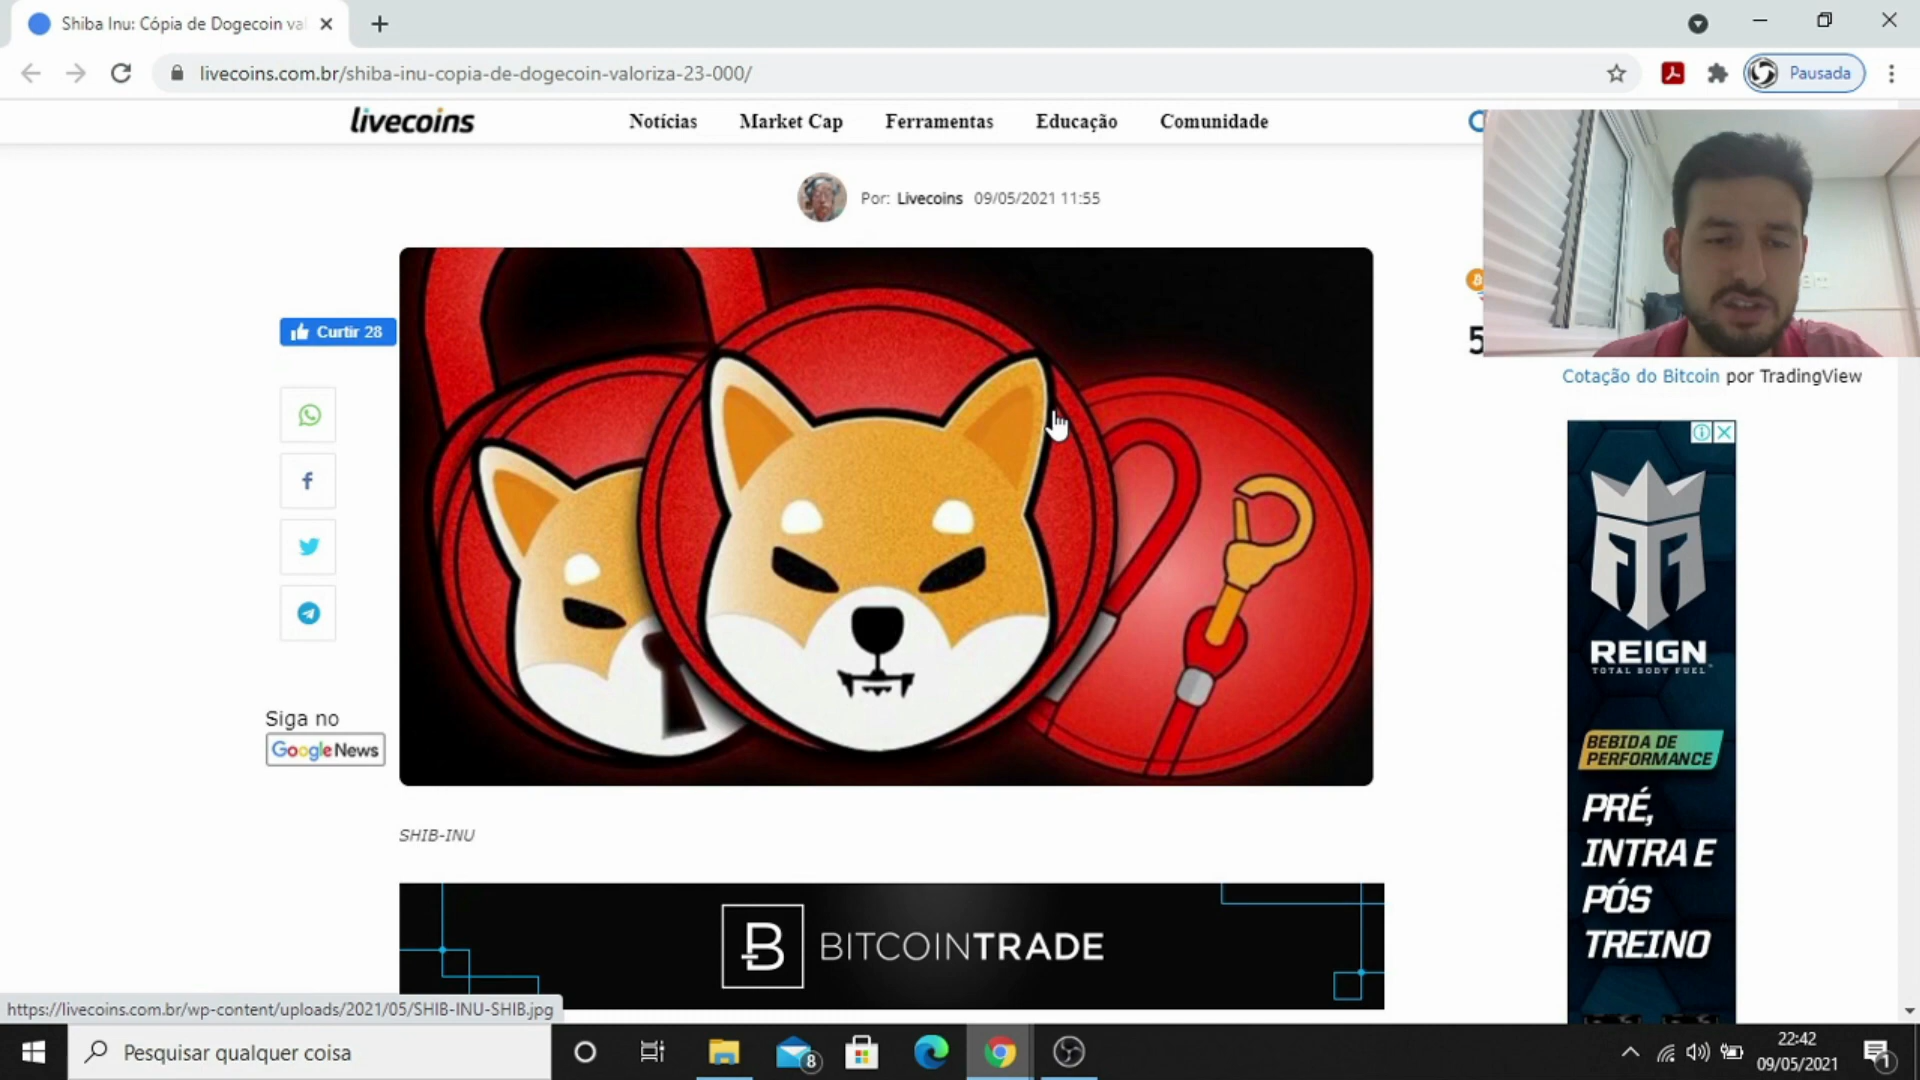 Shiba Inu: Cópia de Dogecoin va
livecoins.com.br/shiba-inu-copia-de-dogecoin-valoriza-23-000/
Pausada
livecoins
Notícias
Market Cap
Ferramentas
Educação
Comunidade
Por: Livecoins 09/05/2021 11:55
Curtir 28
5
Cotação do Bitcoin por TradingView
Siga no
Google News
SHIB-INU
BITCOINTRADE
REIGN
TOTAL BODY FUEL
BEBIDA DE
PERFORMANCE
PRÉ,
INTRA E
PÓS
TREINO
https://livecoins.com.br/wp-content/uploads/2021/05/SHIB-INU-SHIB.jpg
Pesquisar qualquer coisa
8
22:42
09/05/2021
1